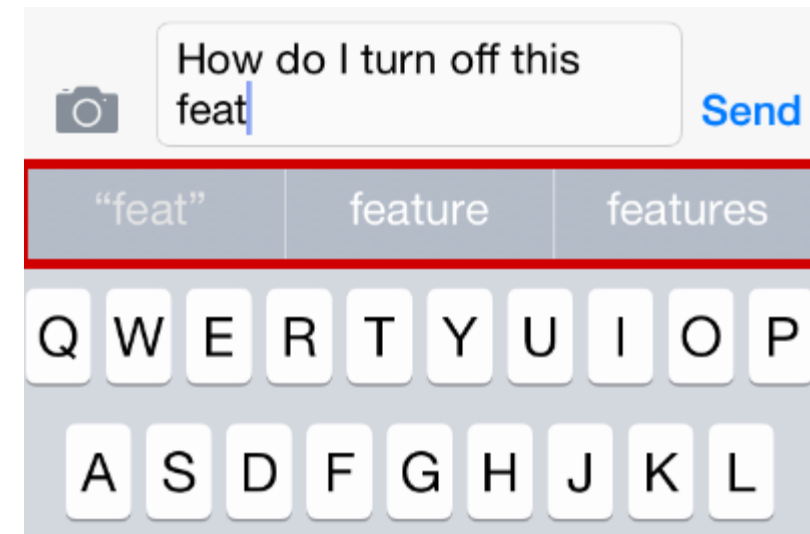 How do I turn off this
feat
Send
“feat” feature features
Q W E R T Y U I O P
A S D F G H J K L